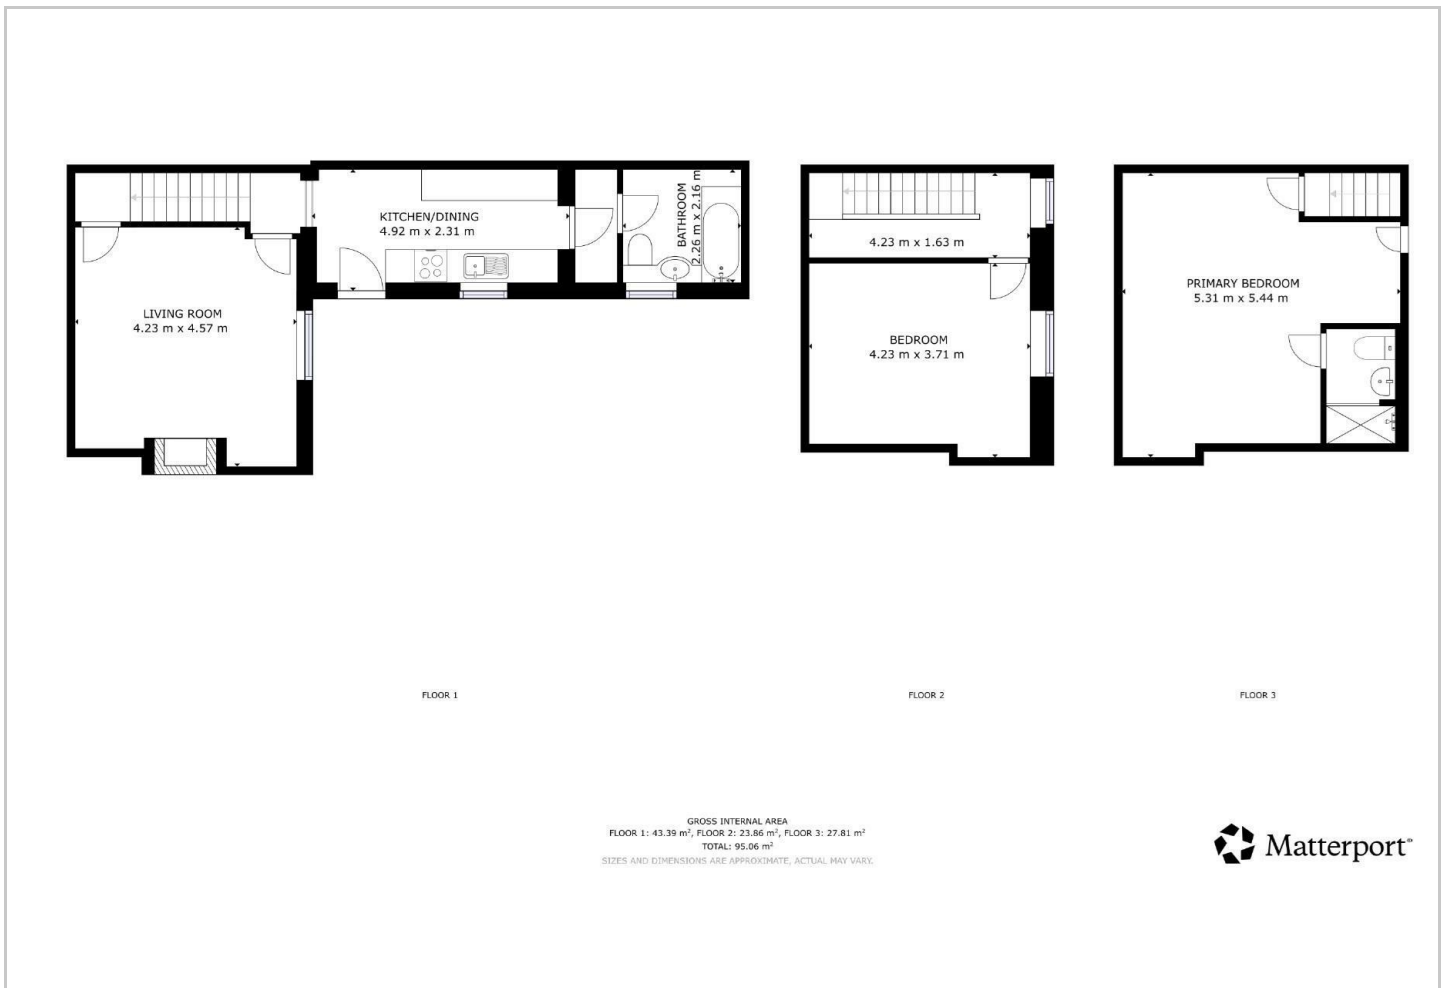 KITCHEN/DINING
4.92 m x 2.31 m
BATHROOM
2.26 m x 2.16 m
LIVING ROOM
4.23 m x 4.57 m
4.23 m x 1.63 m
BEDROOM
4.23 m x 3.71 m
PRIMARY BEDROOM
5.31 m x 5.44 m
FLOOR 1
FLOOR 2
FLOOR 3
GROSS INTERNAL AREA
FLOOR 1: 43.39 m², FLOOR 2: 23.86 m², FLOOR 3: 27.81 m²
TOTAL: 95.06 m²
SIZES AND DIMENSIONS ARE APPROXIMATE, ACTUAL MAY VARY.
Matterport®